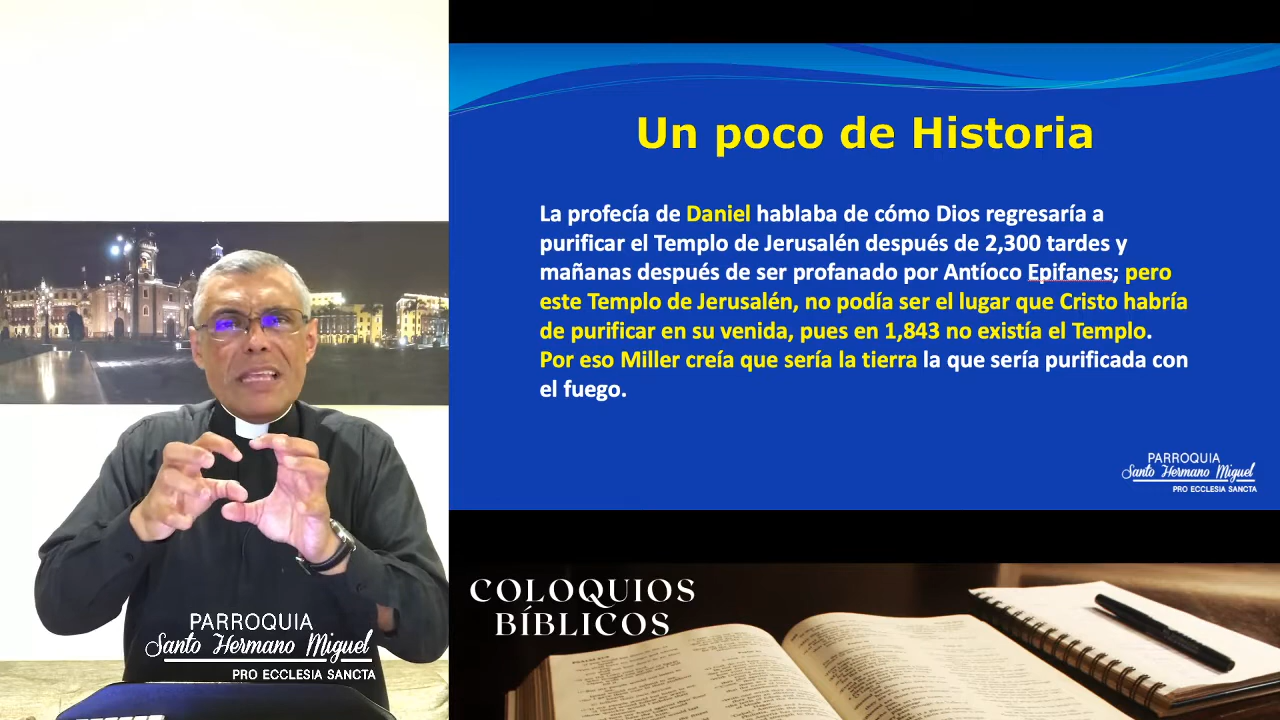 Un poco de Historia
La profecía de Daniel hablaba de cómo Dios regresaría a
purificar el Templo de Jerusalén después de 2,300 tardes y
mañanas después de ser profanado por Antíoco Epifanes; pero
este Templo de Jerusalén, no podía ser el lugar que Cristo habría
de purificar en su venida, pues en 1,843 no existía el Templo.
Por eso Miller creía que sería la tierra la que sería purificada con
el fuego.
PARROQUIA
Santo Hermano Miguel
PRO ECCLESIA SANCTA
COLOQUIOS
BÍBLICOS
PARROQUIA
Santo Hermano Miguel
PRO ECCLESIA SANCTA